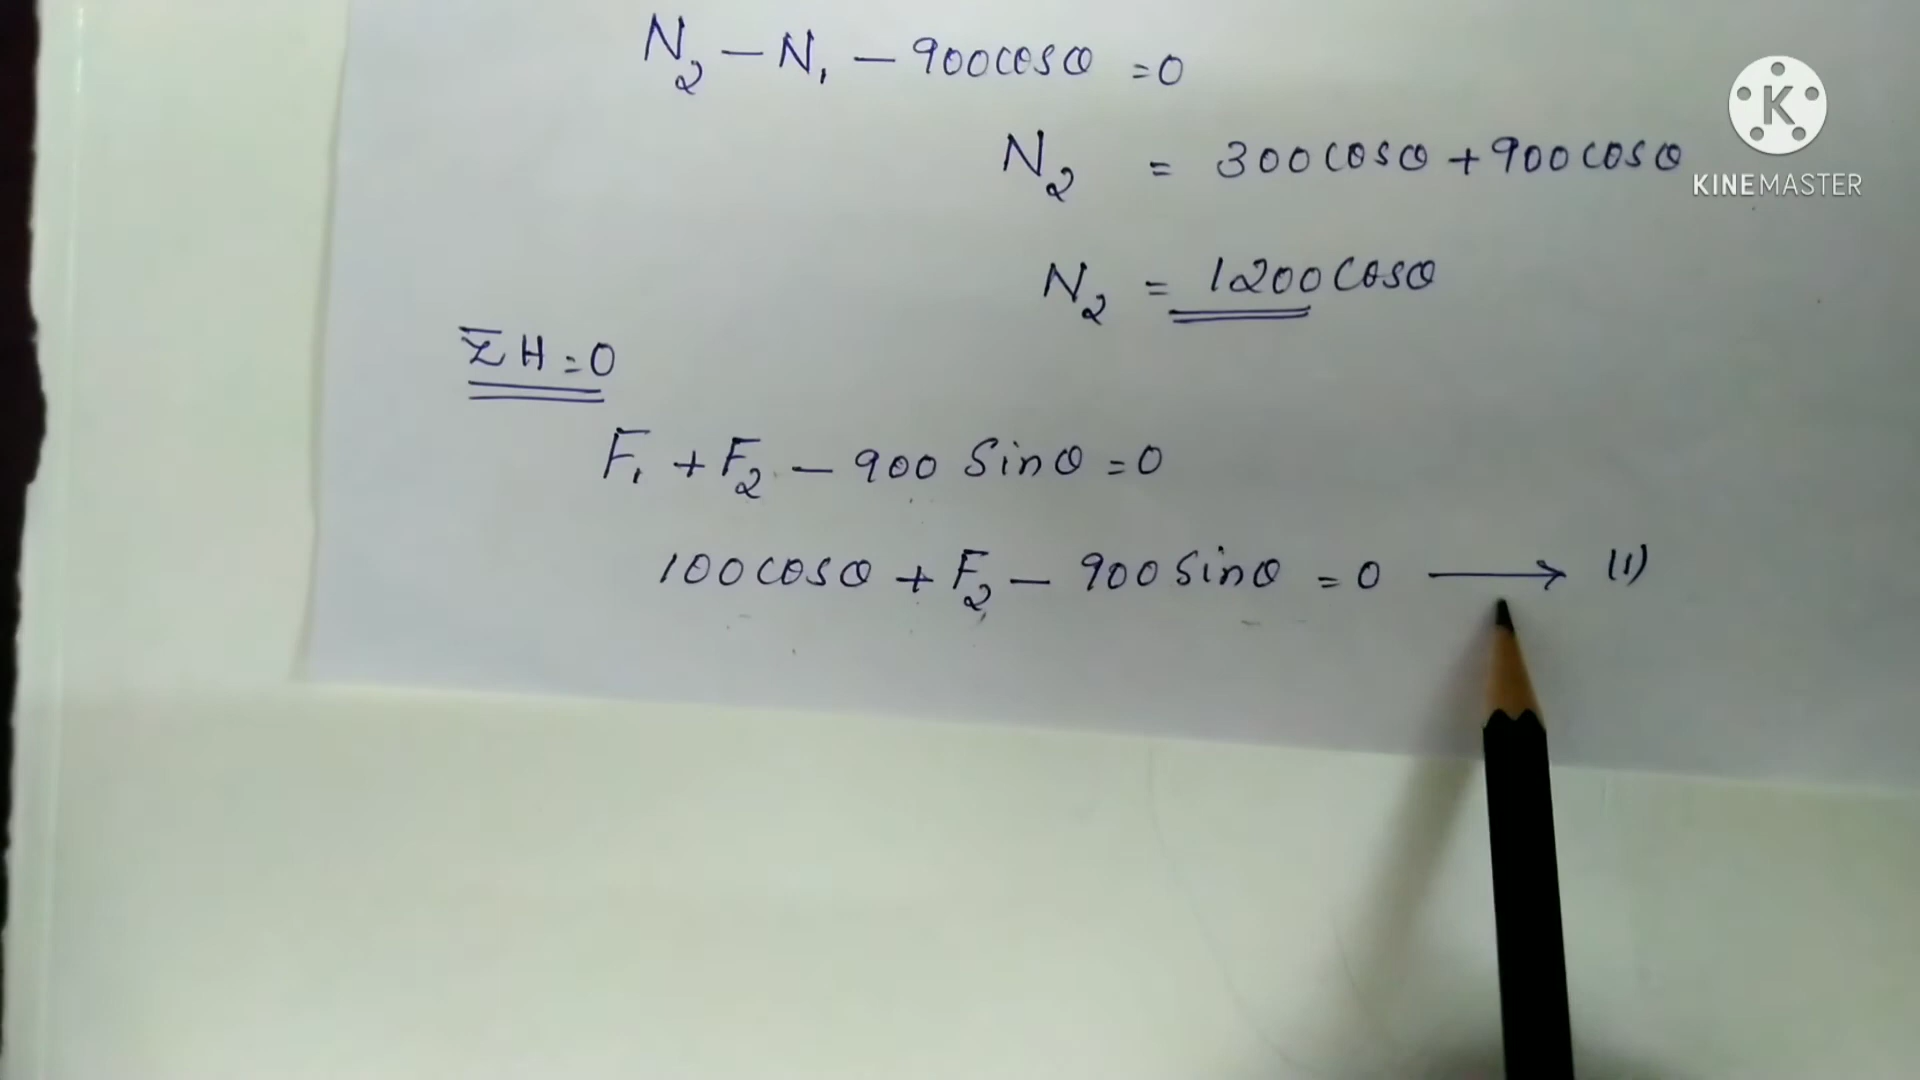 N₂ - N₁ - 900cosθ = 0
N₂ = 300cosθ + 900cosθ
K
KINEMASTER
N₂ = 1200cosθ
ΣH = 0
F₁ + F₂ - 900 Sinθ = 0
100cosθ + F₂ - 900 Sinθ = 0 → (1)